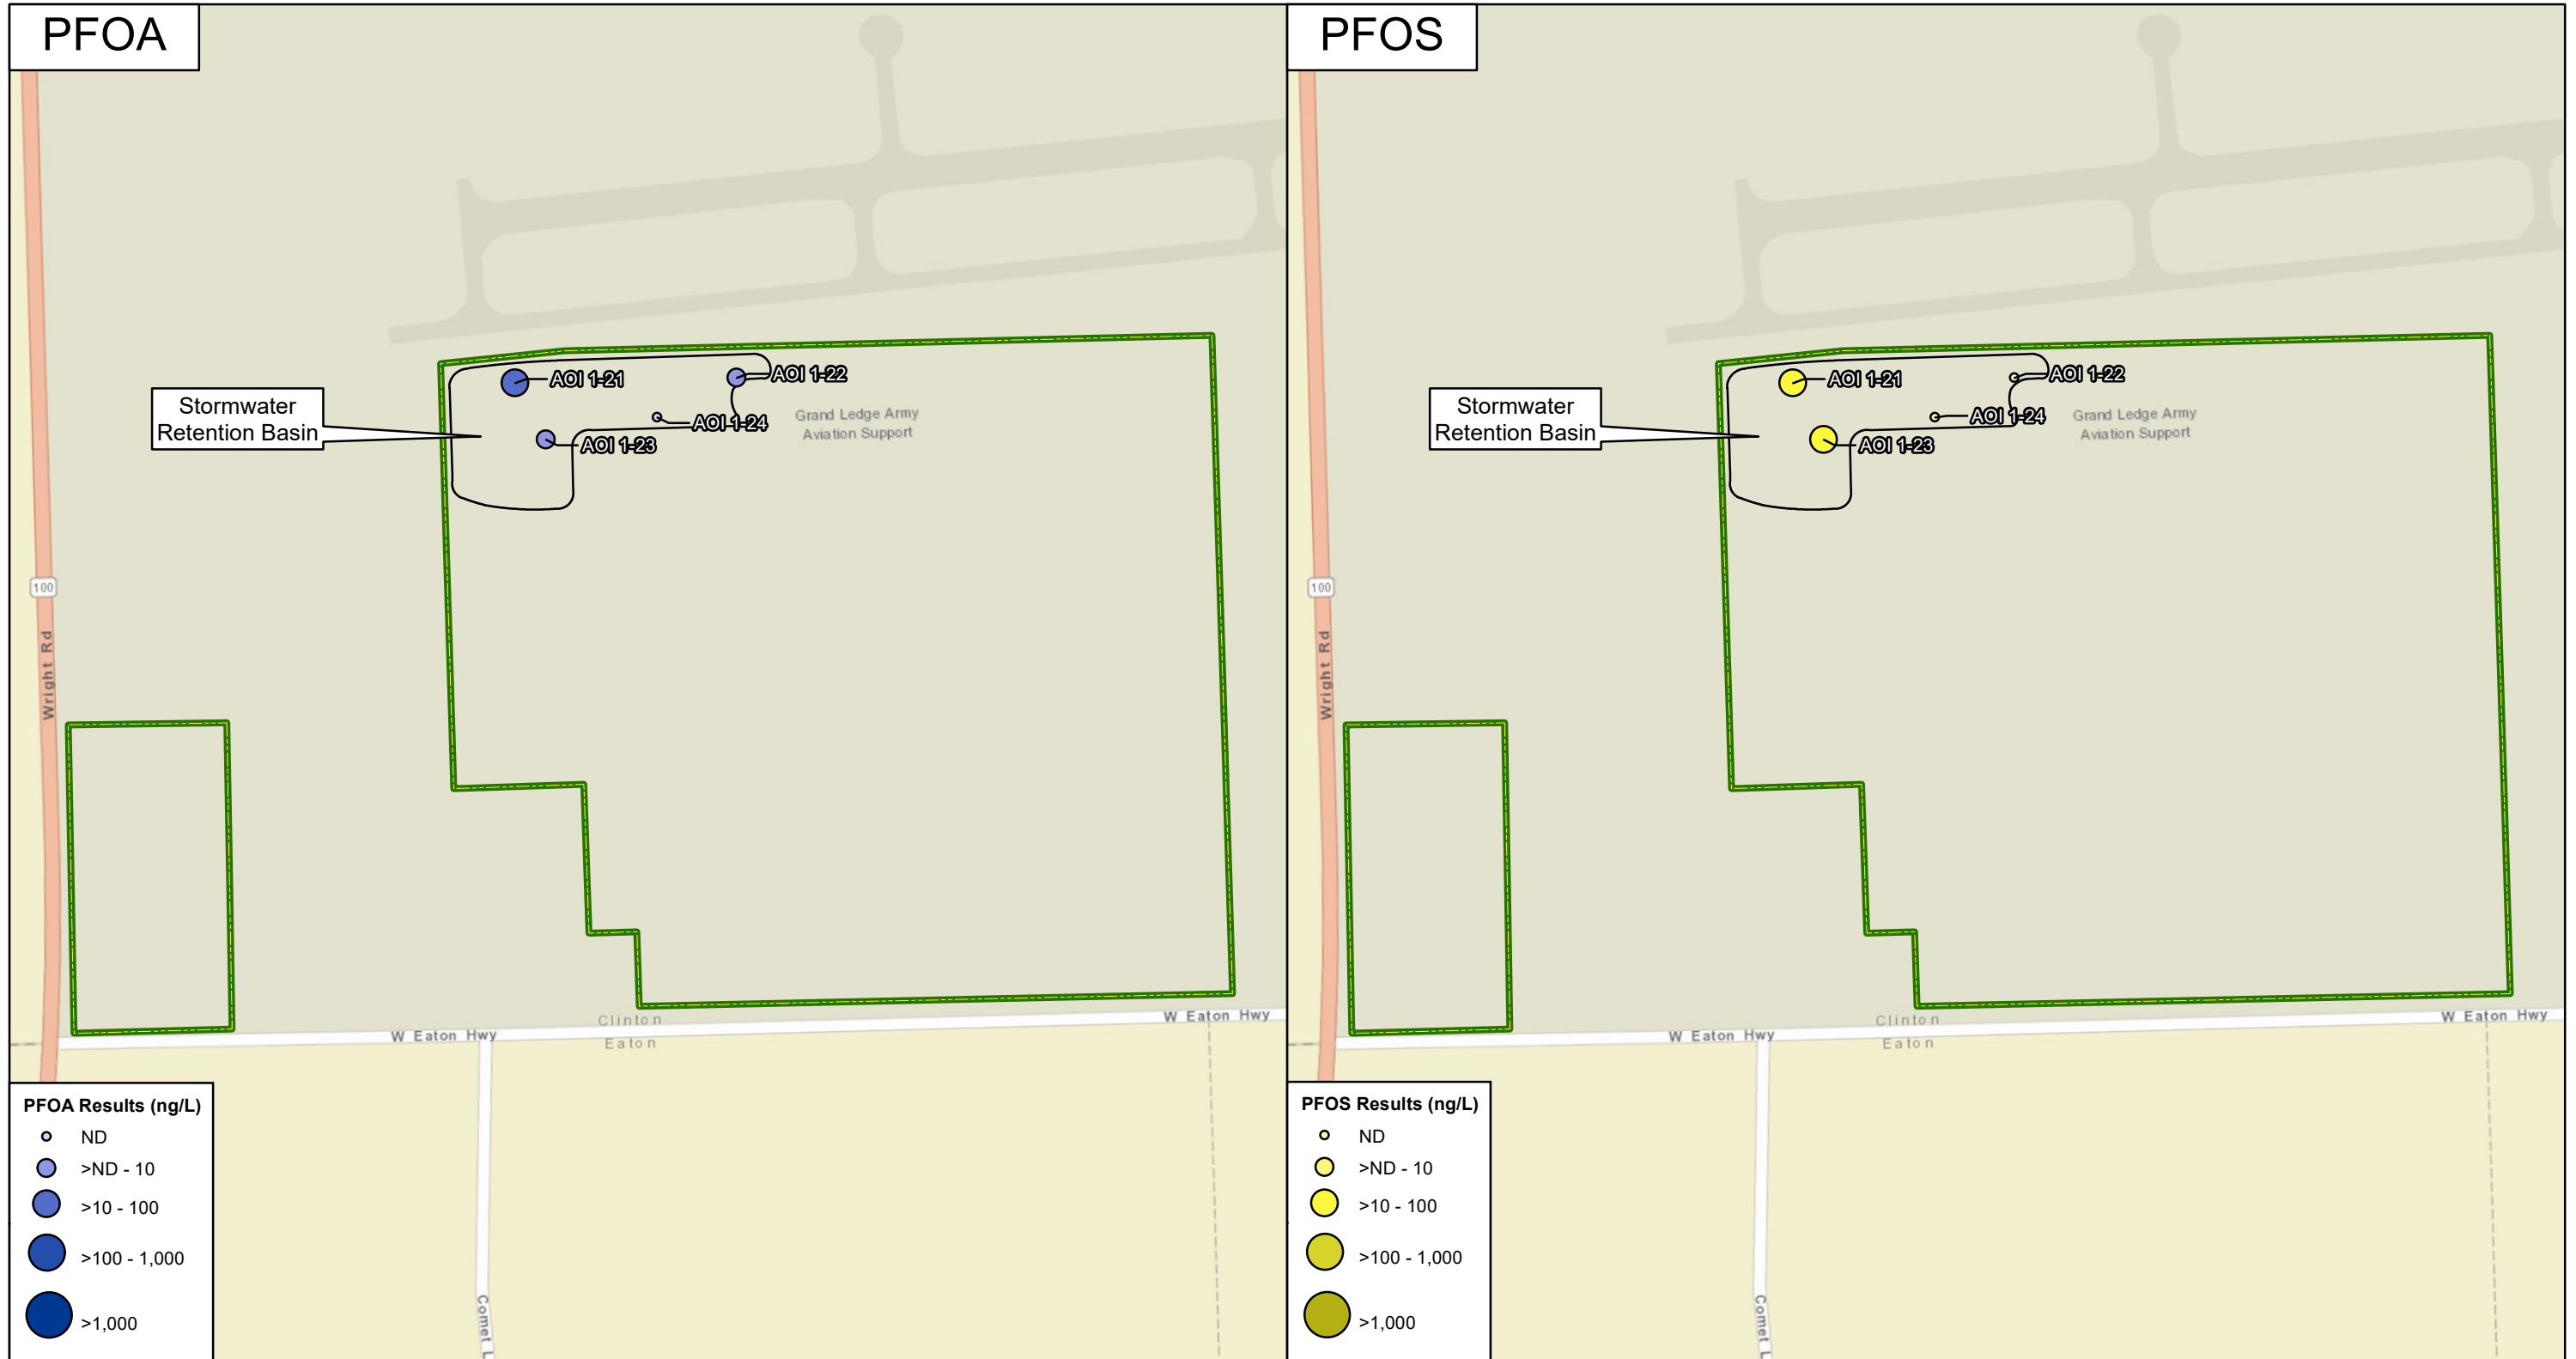 PFOA
AOI 1-21
AOI 1-22
Stormwater
Retention Basin
AOI 1-24
AOI 1-23
Grand Ledge Army
Aviation Support
100
Wright Rd
W Eaton Hwy
Clinton
Eaton
W Eaton Hwy
Comet L
PFOA Results (ng/L)
ND
>ND - 10
>10 - 100
>100 - 1,000
>1,000
PFOS
AOI 1-21
AOI 1-22
Stormwater
Retention Basin
AOI 1-24
AOI 1-23
Grand Ledge Army
Aviation Support
100
Wright Rd
W Eaton Hwy
Clinton
Eaton
W Eaton Hwy
Comet L
PFOS Results (ng/L)
ND
>ND - 10
>10 - 100
>100 - 1,000
>1,000